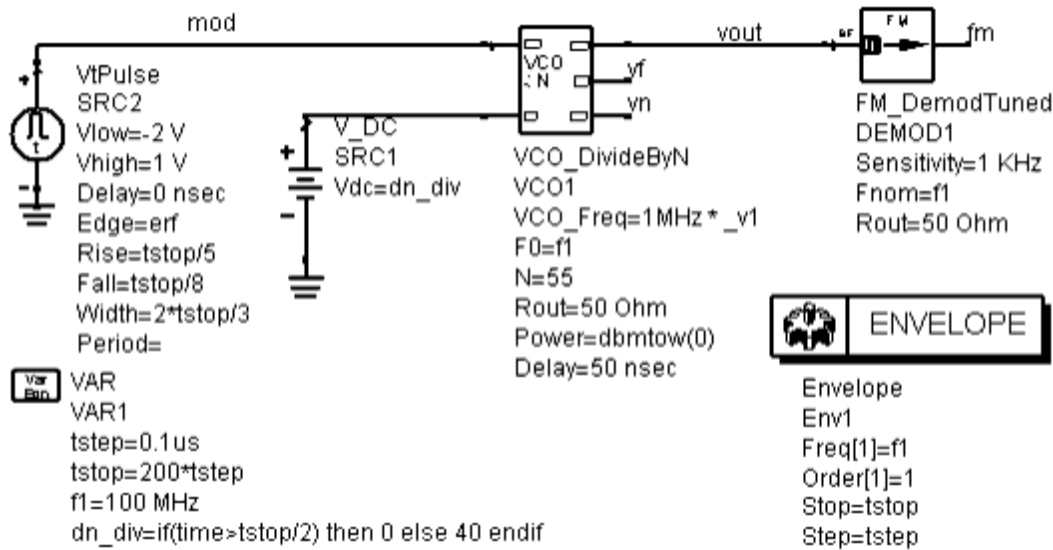 mod
vout
fm
FM
RF
VCO
÷N
vf
vn
VtPulse
SRC2
Vlow=-2 V
Vhigh=1 V
Delay=0 nsec
Edge=erf
Rise=tstop/5
Fall=tstop/8
Width=2*tstop/3
Period=
t
V_DC
SRC1
Vdc=dn_div
VCO_DivideByN
VCO1
VCO_Freq=1MHz * _v1
F0=f1
N=55
Rout=50 Ohm
Power=dbmtow(0)
Delay=50 nsec
FM_DemodTuned
DEMOD1
Sensitivity=1 KHz
Fnom=f1
Rout=50 Ohm
Var
Eqn
VAR
VAR1
tstep=0.1us
tstop=200*tstep
f1=100 MHz
dn_div=if(time>tstop/2) then 0 else 40 endif
ENVELOPE
Envelope
Env1
Freq[1]=f1
Order[1]=1
Stop=tstop
Step=tstep